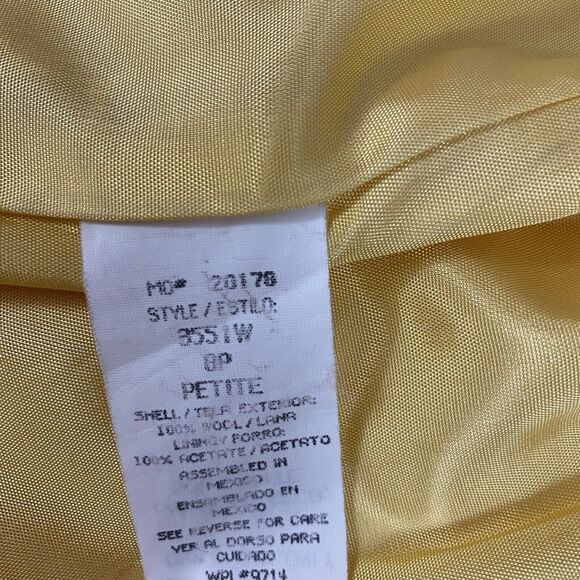 MO# 20178
STYLE/ESTILO:
3551W
8P
PETITE
SHELL/TELA EXTERIOR:
100% WOOL/LANA
LINING/FORRO:
100% ACETATE/ACETATO
ASSEMBLED IN
MEXICO
ENSAMBLADO EN
MEXICO
SEE REVERSE FOR CARE
VER AL DORSO PARA
CUIDADO
WPL#9714